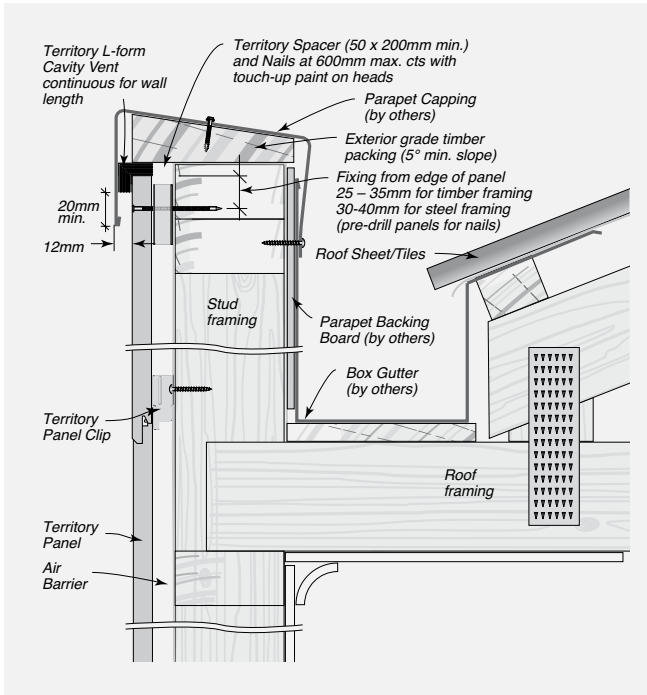 Territory L-form
Cavity Vent
continuous for wall
length
Territory Spacer (50 x 200mm min.)
and Nails at 600mm max. cts with
touch-up paint on heads
Parapet Capping
(by others)
Exterior grade timber
packing (5° min. slope)
Fixing from edge of panel
25 – 35mm for timber framing
30-40mm for steel framing
(pre-drill panels for nails)
20mm
min.
12mm
Roof Sheet/Tiles
Stud
framing
Parapet Backing
Board (by others)
Box Gutter
(by others)
Territory
Panel Clip
Roof
framing
Territory
Panel
Air
Barrier